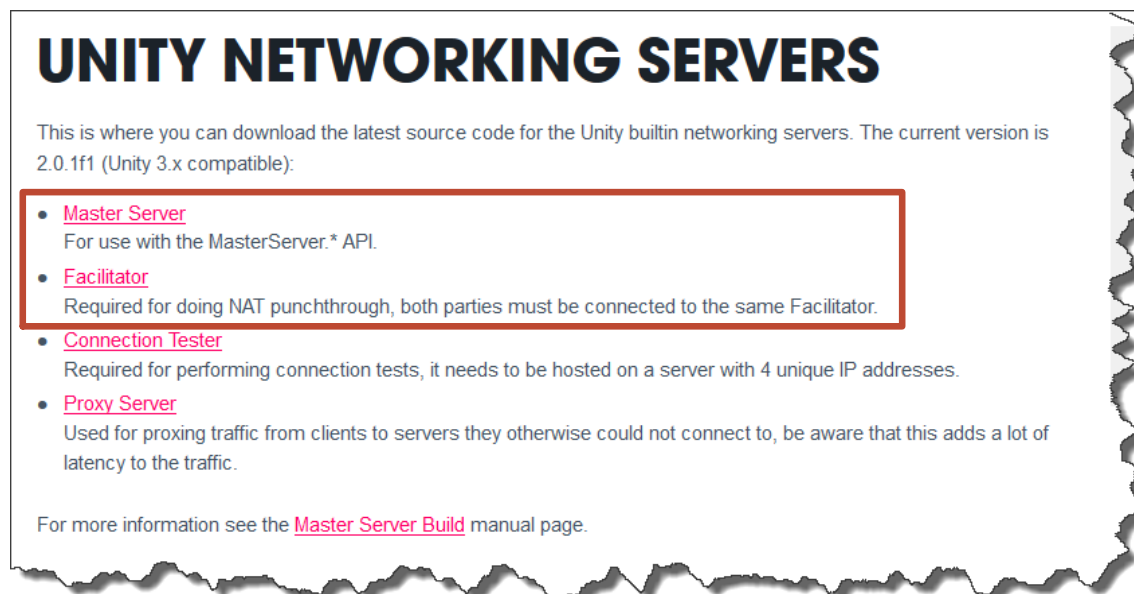 UNITY NETWORKING SERVERS
This is where you can download the latest source code for the Unity builtin networking servers. The current version is
2.0.1f1 (Unity 3.x compatible):
● Master Server
For use with the MasterServer.* API.
● Facilitator
Required for doing NAT punchthrough, both parties must be connected to the same Facilitator.
● Connection Tester
Required for performing connection tests, it needs to be hosted on a server with 4 unique IP addresses.
● Proxy Server
Used for proxing traffic from clients to servers they otherwise could not connect to, be aware that this adds a lot of
latency to the traffic.
For more information see the Master Server Build manual page.